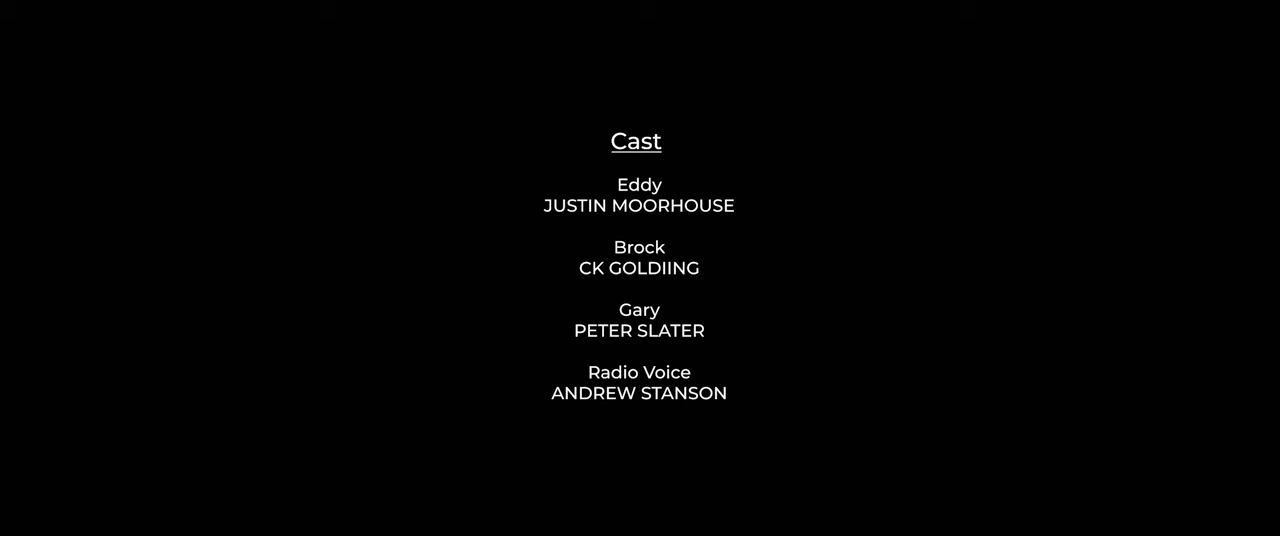 Cast
Eddy
JUSTIN MOORHOUSE
Brock
CK GOLDIING
Gary
PETER SLATER
Radio Voice
ANDREW STANSON